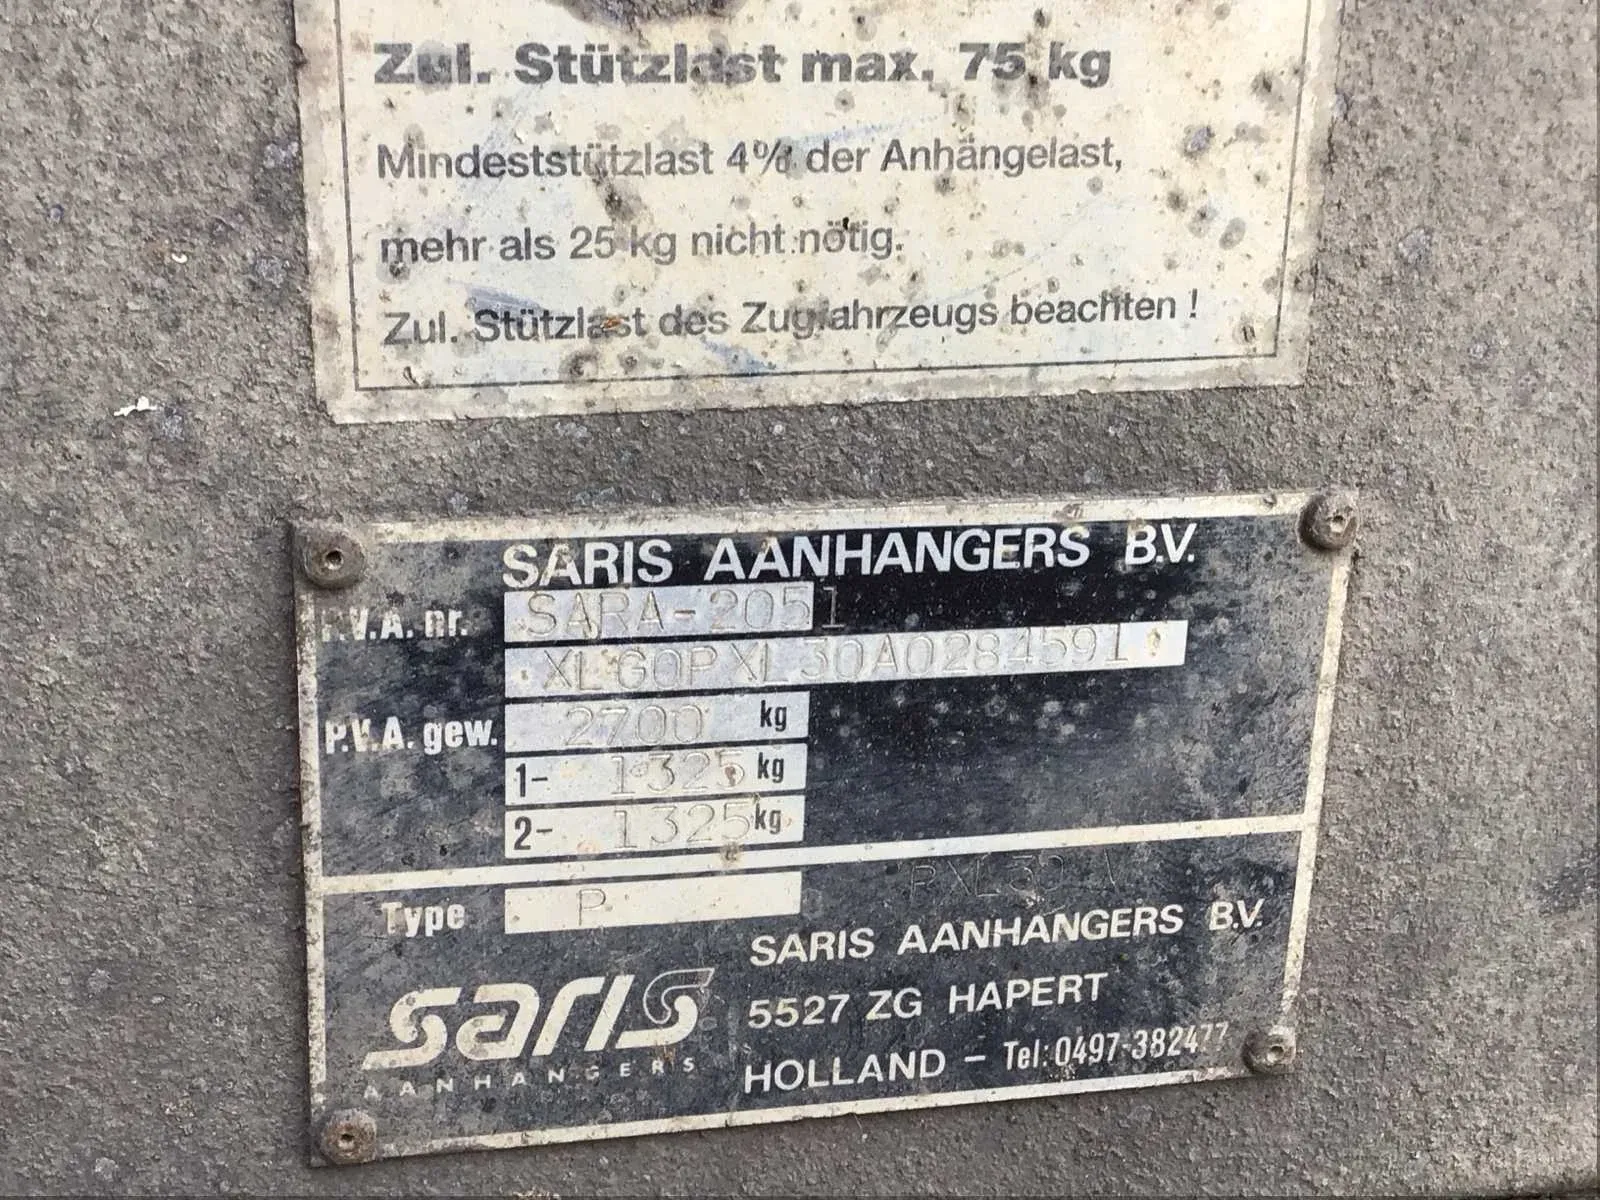 Zul. Stützlast max. 75 kg
Mindeststützlast 4% der Anhängelast,
mehr als 25 kg nicht nötig.
Zul. Stützlast des Zugfahrzeugs beachten !
SARIS AANHANGERS B.V.
P.V.A. nr. SARA-2051
XLG0PXL30A0284591
P.V.A. gew. 2700 kg
1- 1325 kg
2- 1325 kg
PXL30 A
Type P
SARIS AANHANGERS B.V.
saris
AANHANGERS
5527 ZG HAPERT
HOLLAND - Tel: 0497-382477